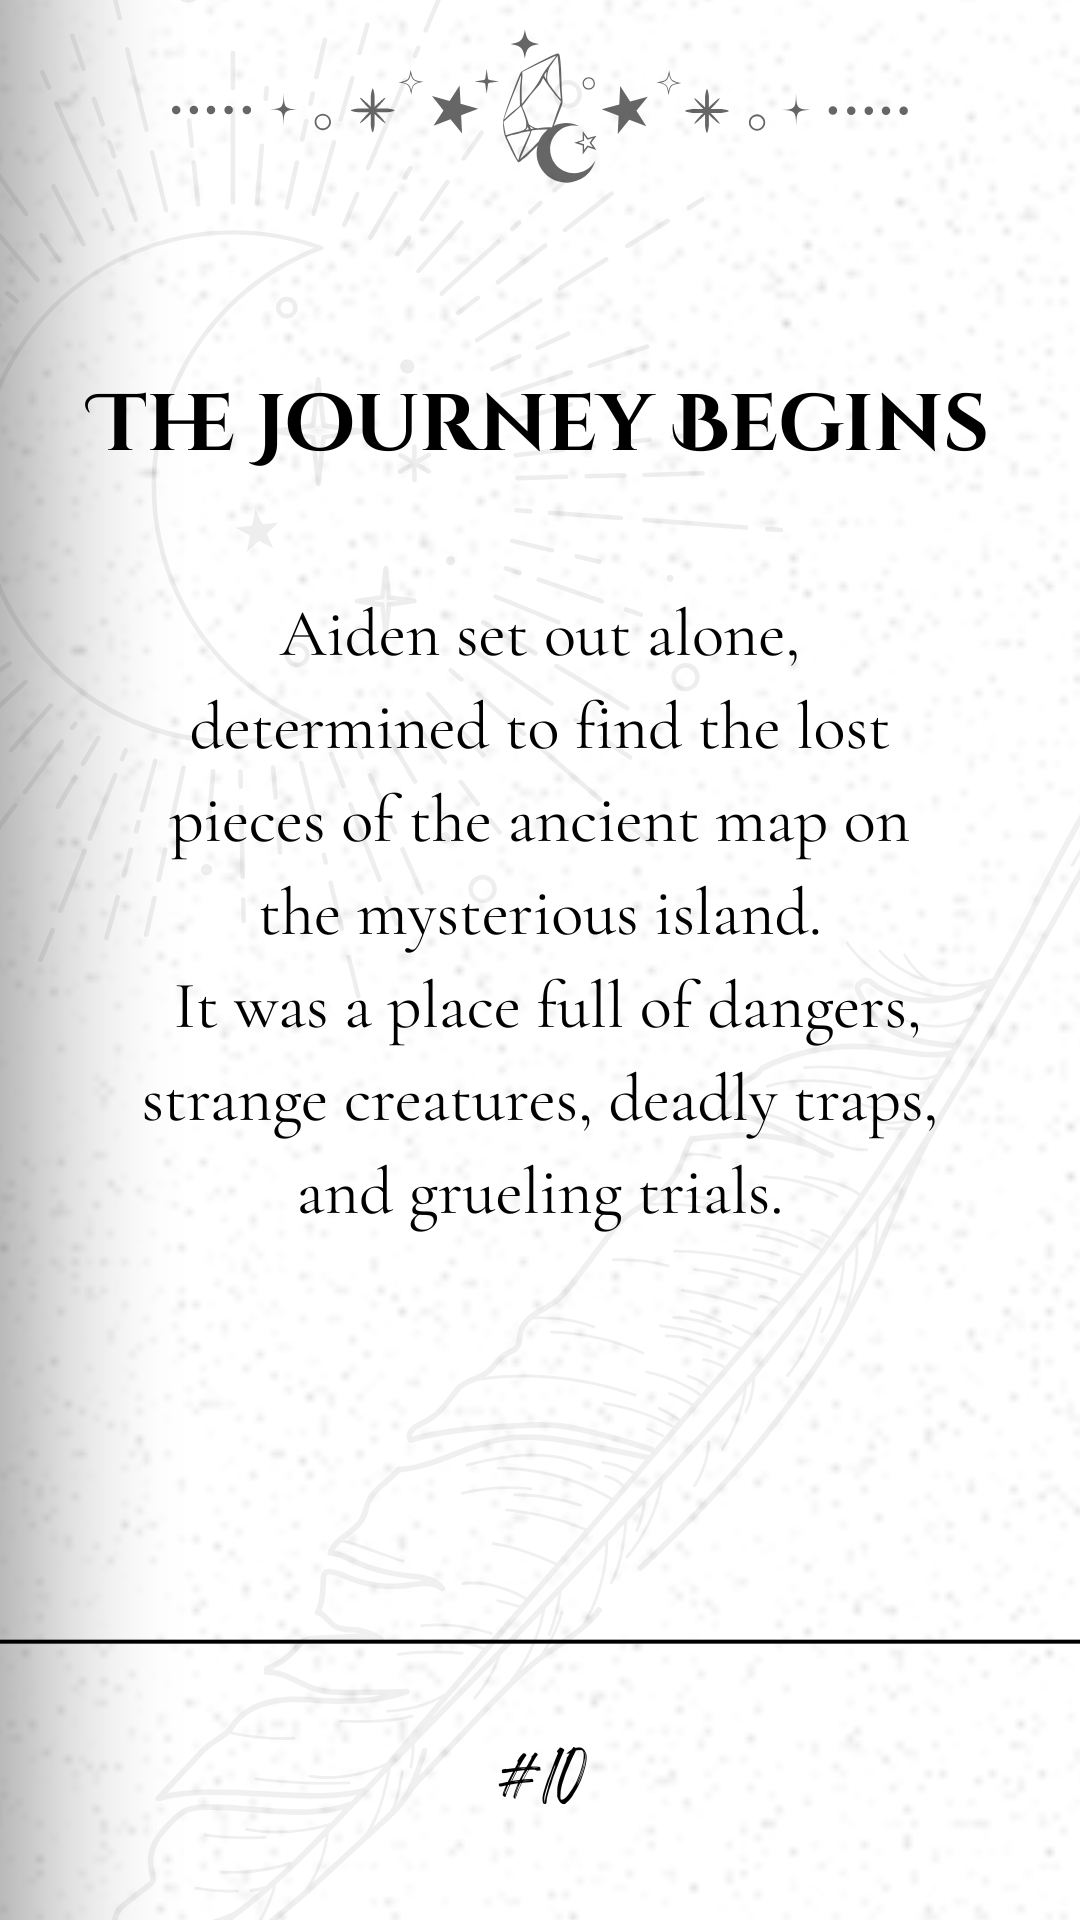 The Journey Begins
Aiden set out alone,
determined to find the lost
pieces of the ancient map on
the mysterious island.
It was a place full of dangers,
strange creatures, deadly traps,
and grueling trials.
#10